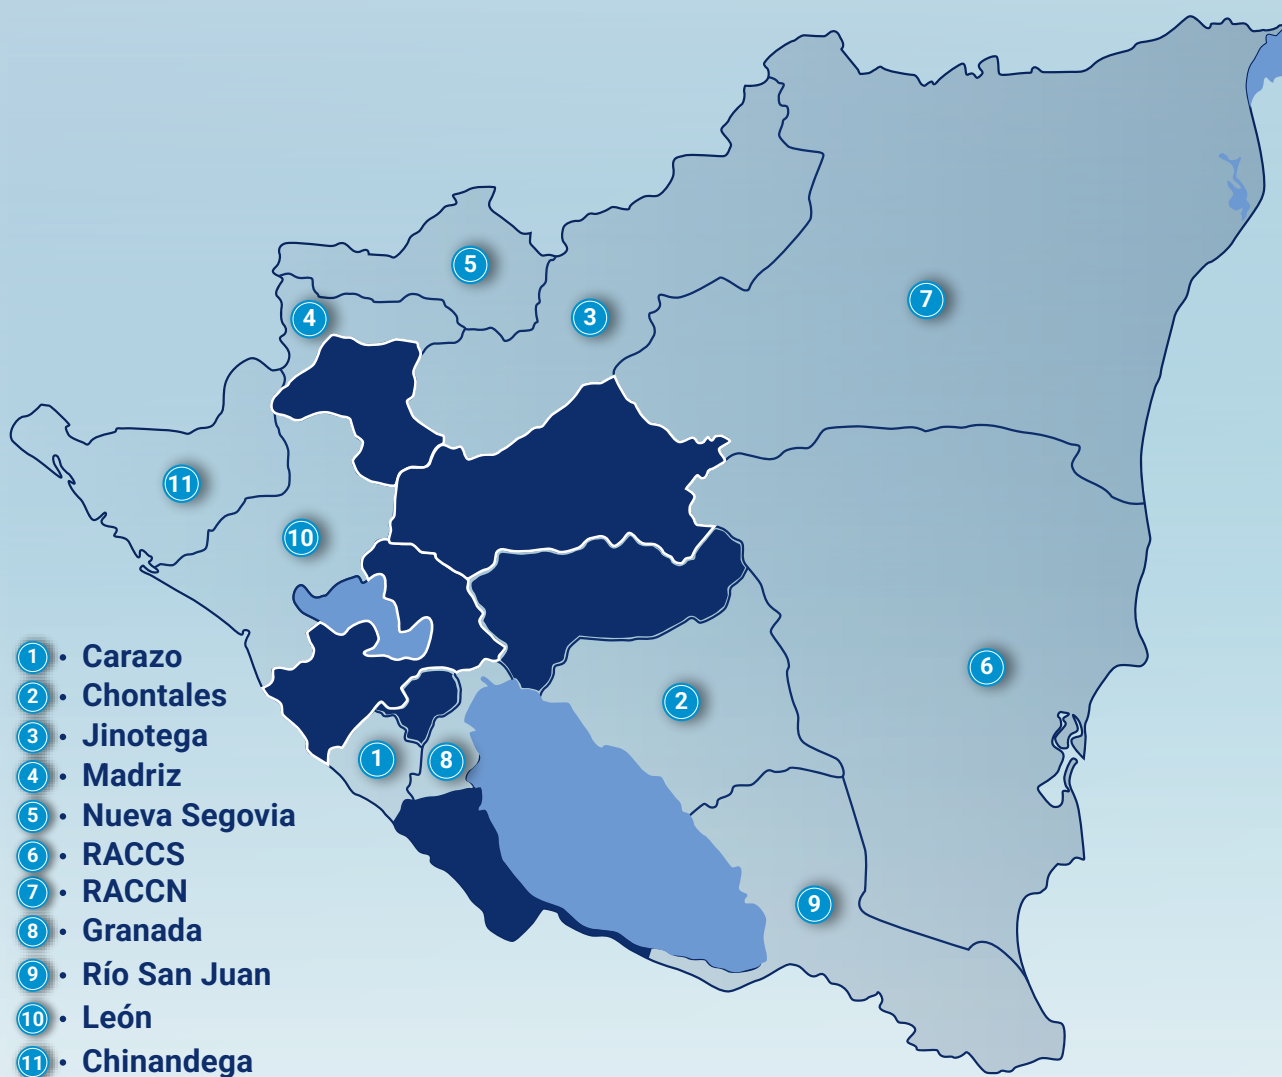 5
7
4
3
11
10
6
2
1
8
9
1 • Carazo
2 • Chontales
3 • Jinotega
4 • Madriz
5 • Nueva Segovia
6 • RACCS
7 • RACCN
8 • Granada
9 • Río San Juan
10 • León
11 • Chinandega